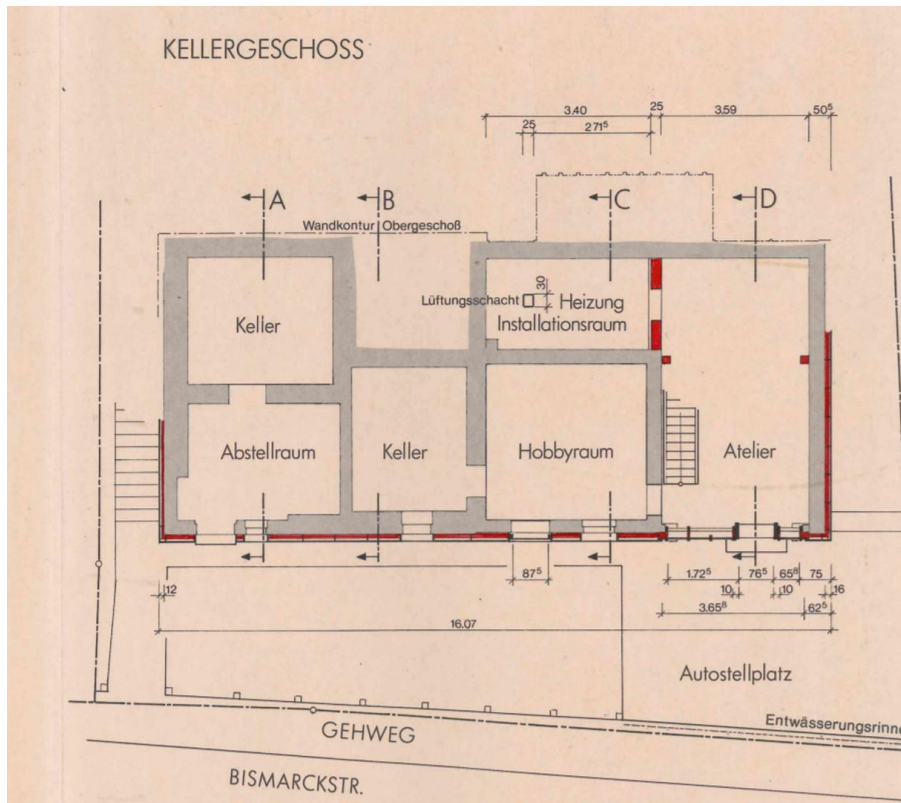 KELLERGESCHOSS
3.40 25 3.59 50⁵
25 271⁵
A B C D
Wandkontur Obergeschoß
Lüftungsschacht 30 Heizung
Installationsraum
Keller
Abstellraum Keller Hobbyraum Atelier
87⁵ 1.72⁵ 76⁵ 65⁸ 75
12 10 10 16
3.65⁸ 62⁵
16.07
Autostellplatz
Entwässerungsrinne
GEHWEG
BISMARCKSTR.